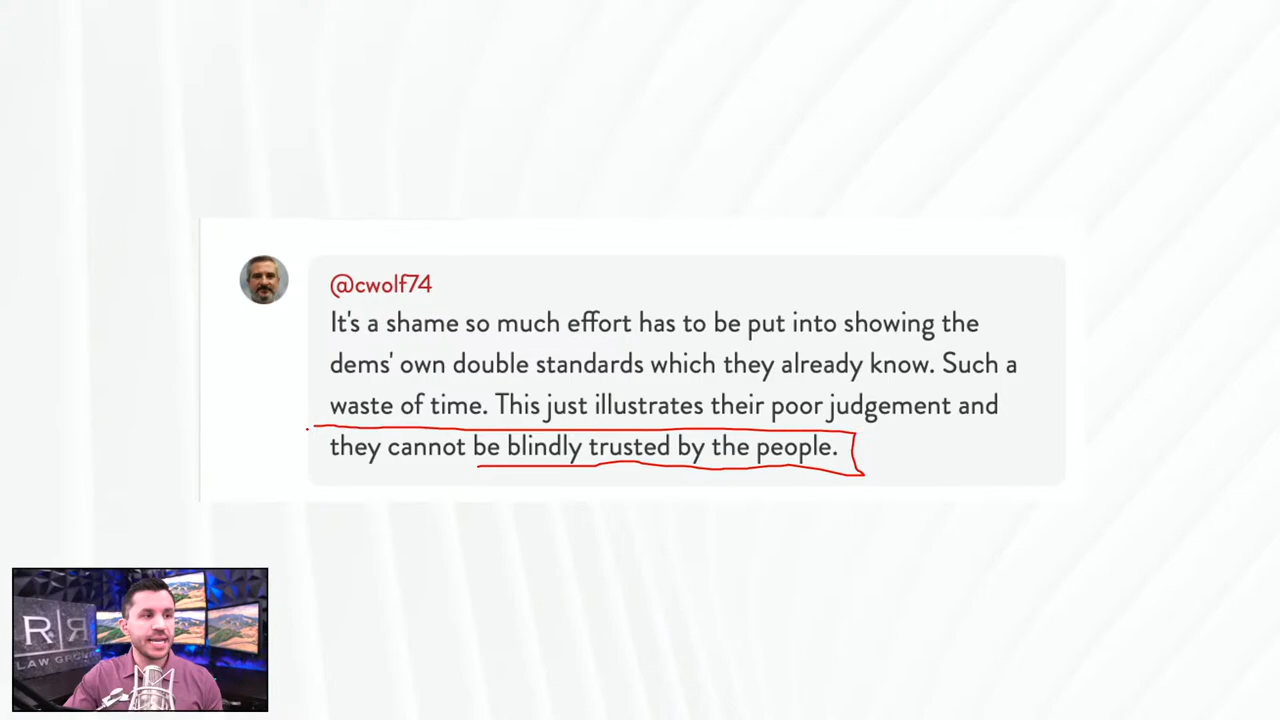 @cwolf74
It's a shame so much effort has to be put into showing the
dems' own double standards which they already know. Such a
waste of time. This just illustrates their poor judgement and
they cannot be blindly trusted by the people.
R|R
LAW GROU